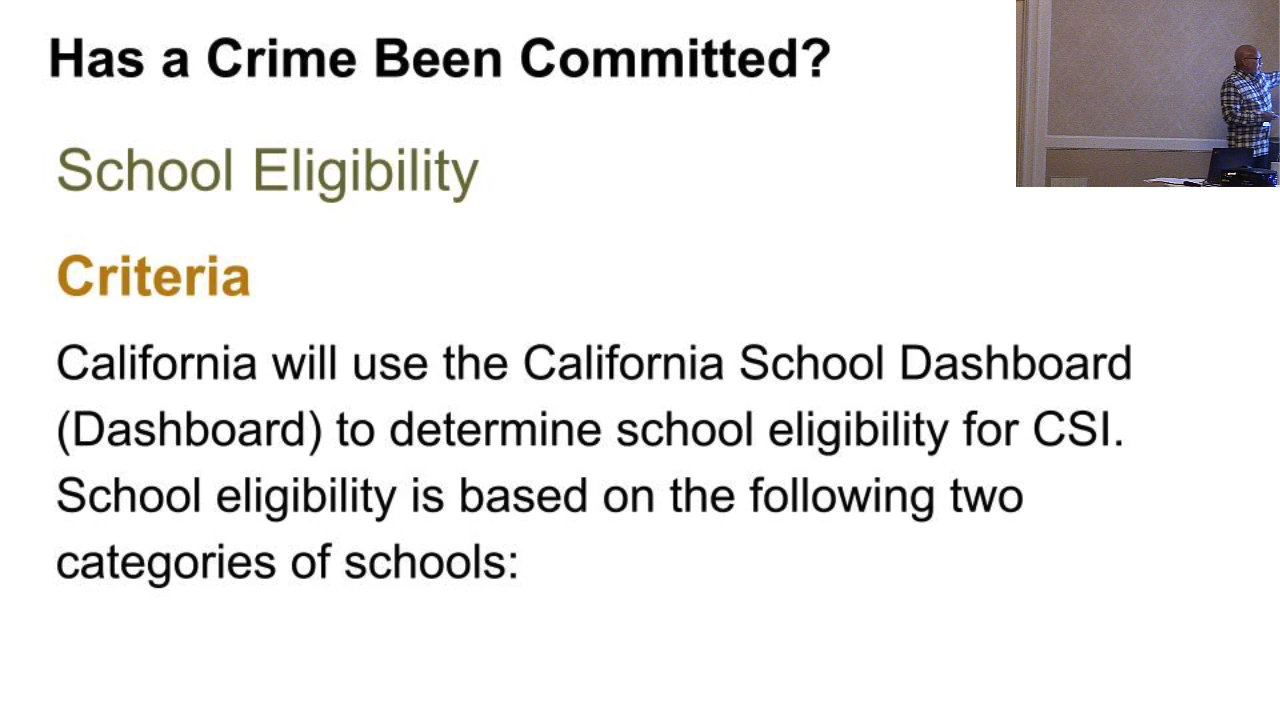 Has a Crime Been Committed?
School Eligibility
Criteria
California will use the California School Dashboard
(Dashboard) to determine school eligibility for CSI.
School eligibility is based on the following two
categories of schools: